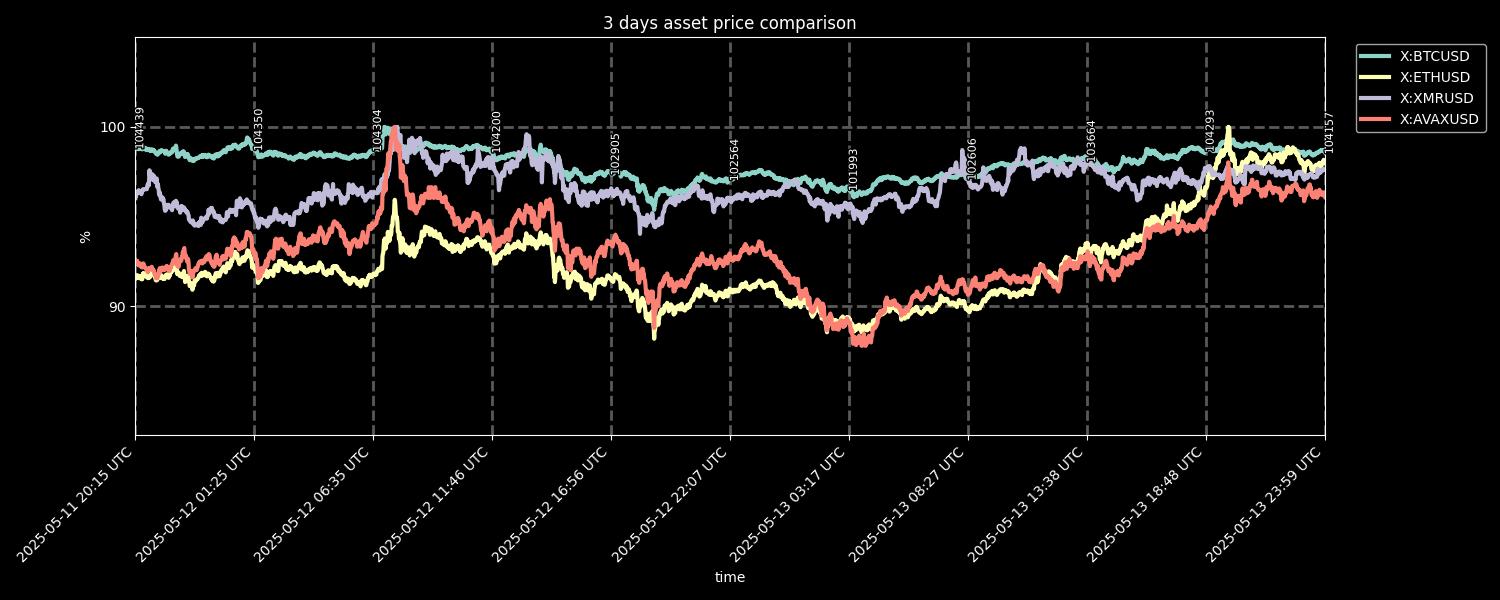 3 days asset price comparison
X:BTCUSD
X:ETHUSD
X:XMRUSD
X:AVAXUSD
100
90
%
104439
104350
104304
104200
102905
102564
101993
102606
103664
104293
104157
2025-05-11 20:15 UTC
2025-05-12 01:25 UTC
2025-05-12 06:35 UTC
2025-05-12 11:46 UTC
2025-05-12 16:56 UTC
2025-05-12 22:07 UTC
2025-05-13 03:17 UTC
2025-05-13 08:27 UTC
2025-05-13 13:38 UTC
2025-05-13 18:48 UTC
2025-05-13 23:59 UTC
time